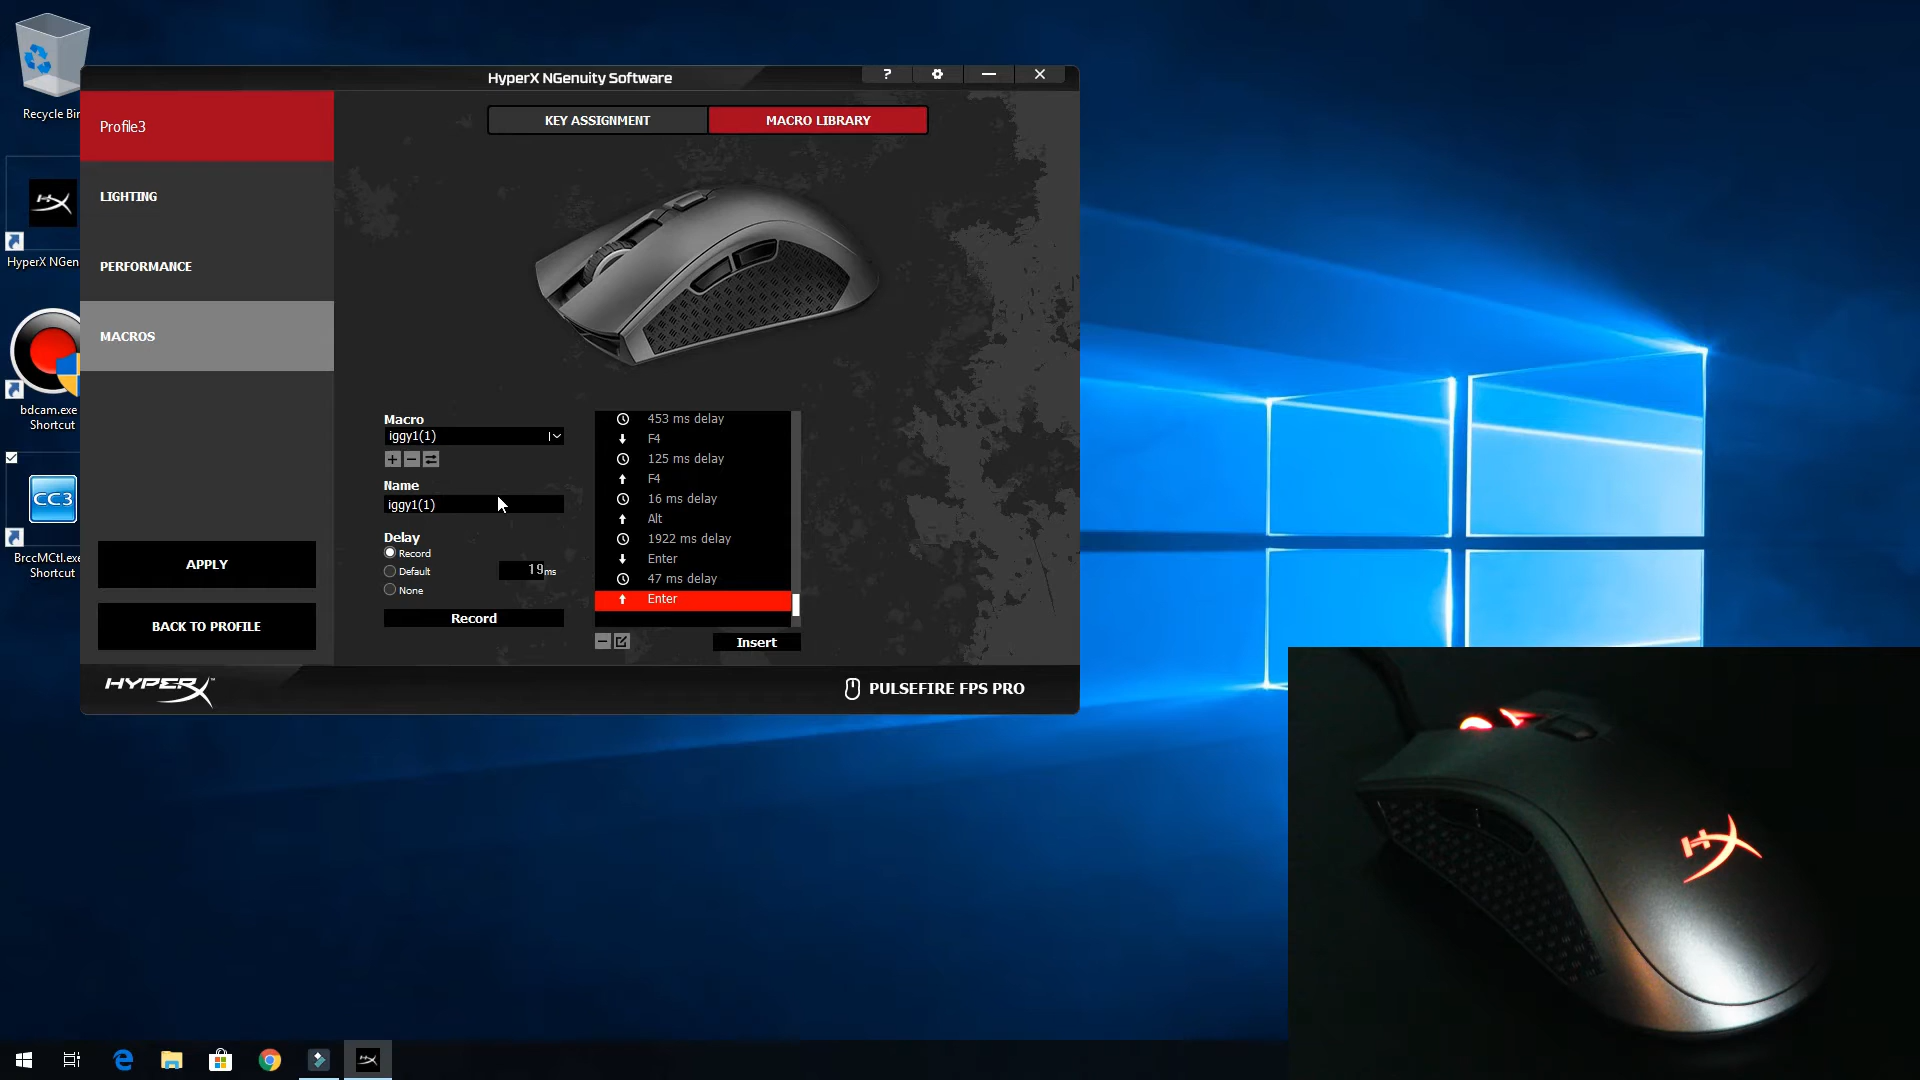 Recycle Bin
HyperX NGen
bdcam.exe
Shortcut
CC3
BrccMCtl.exe
Shortcut
HyperX NGenuity Software
?
Profile3
LIGHTING
PERFORMANCE
MACROS
APPLY
BACK TO PROFILE
KEY ASSIGNMENT
MACRO LIBRARY
Macro
iggy1(1)
Name
iggy1(1)
Delay
Record
Default
19ms
None
Record
453 ms delay
F4
125 ms delay
F4
16 ms delay
Alt
1922 ms delay
Enter
47 ms delay
Enter
Insert
HYPERX™
PULSEFIRE FPS PRO
HX